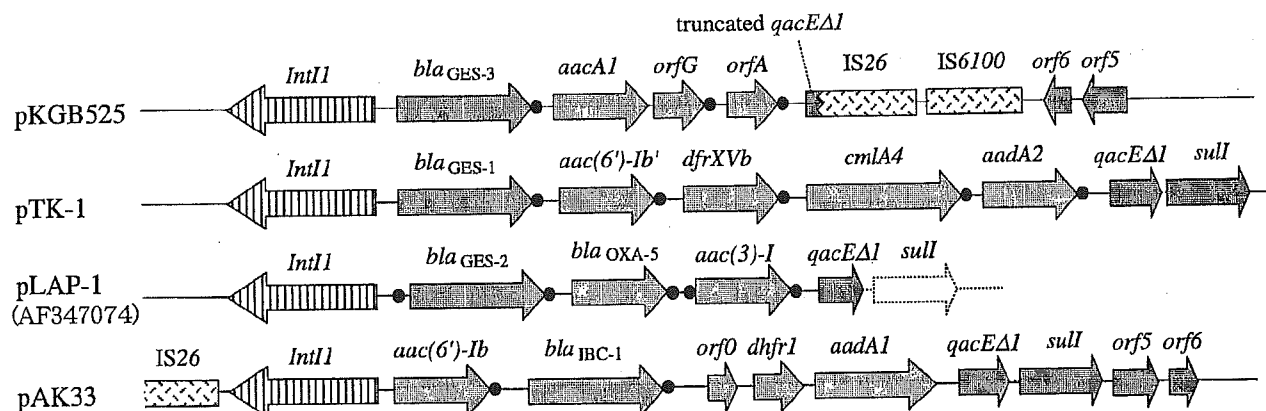 truncated qacEΔ1
IntI1 blaGES-3 aacA1 orfG orfA IS26 IS6100 orf6 orf5
pKGB525
IntI1 blaGES-1 aac(6')-Ib' dfrXVb cmlA4 aadA2 qacEΔ1 sulI
pTK-1
IntI1 blaGES-2 blaOXA-5 aac(3)-I qacEΔ1 sulI
pLAP-1
(AF347074)
IS26 IntI1 aac(6')-Ib blaIBC-1 orf0 dhfr1 aadA1 qacEΔ1 sulI orf5 orf6
pAK33